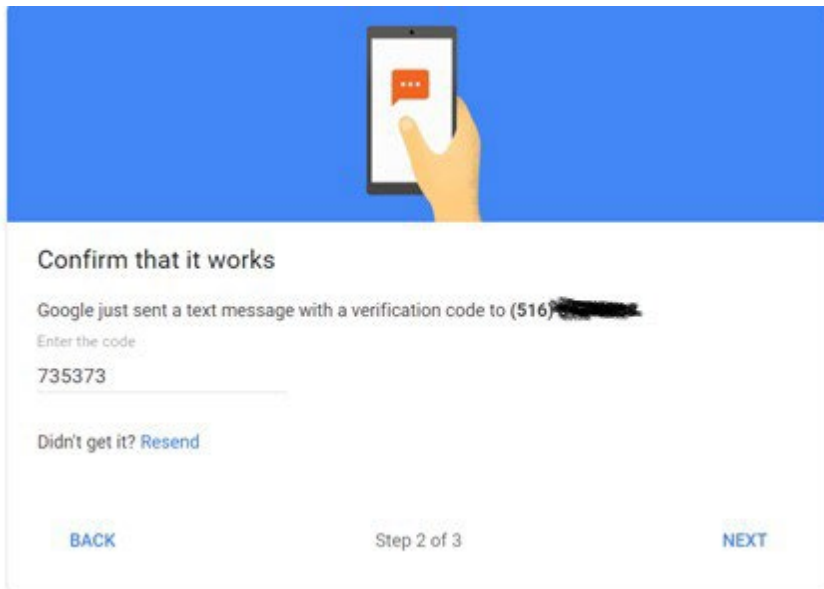 Confirm that it works
Google just sent a text message with a verification code to (516)
Enter the code
735373
Didn't get it? Resend
BACK Step 2 of 3 NEXT